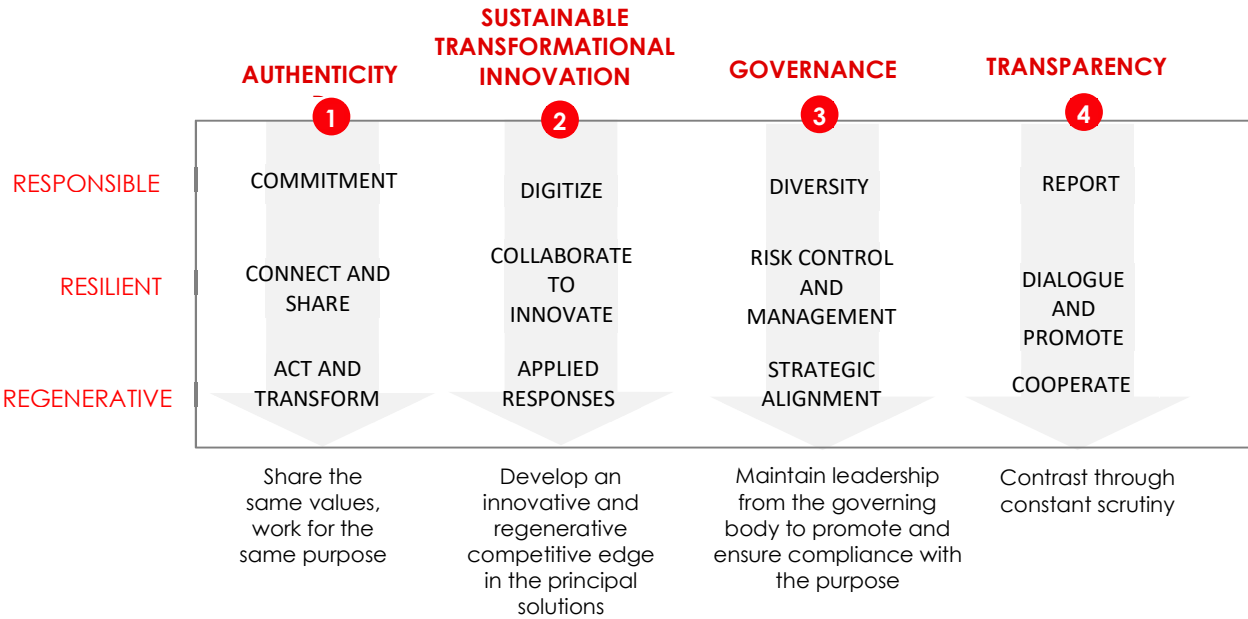 SUSTAINABLE
TRANSFORMATIONAL
INNOVATION
AUTHENTICITY
GOVERNANCE
TRANSPARENCY
1
2
3
4
RESPONSIBLE
COMMITMENT
DIGITIZE
DIVERSITY
REPORT
RESILIENT
CONNECT AND
SHARE
COLLABORATE
TO
INNOVATE
RISK CONTROL
AND
MANAGEMENT
DIALOGUE
AND
PROMOTE
REGENERATIVE
ACT AND
TRANSFORM
APPLIED
RESPONSES
STRATEGIC
ALIGNMENT
COOPERATE
Share the
same values,
work for the
same purpose
Develop an
innovative and
regenerative
competitive edge
in the principal
solutions
Maintain leadership
from the governing
body to promote and
ensure compliance with
the purpose
Contrast through
constant scrutiny